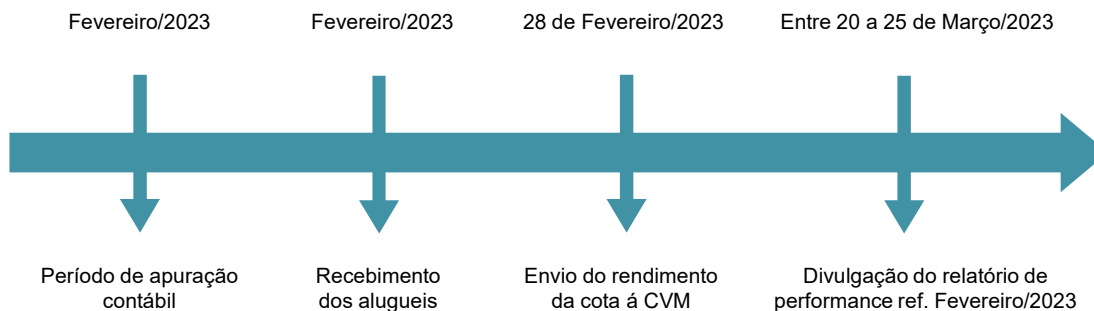 Fevereiro/2023
Fevereiro/2023
28 de Fevereiro/2023
Entre 20 a 25 de Março/2023
Período de apuração
contábil
Recebimento
dos alugueis
Envio do rendimento
da cota á CVM
Divulgação do relatório de
performance ref. Fevereiro/2023